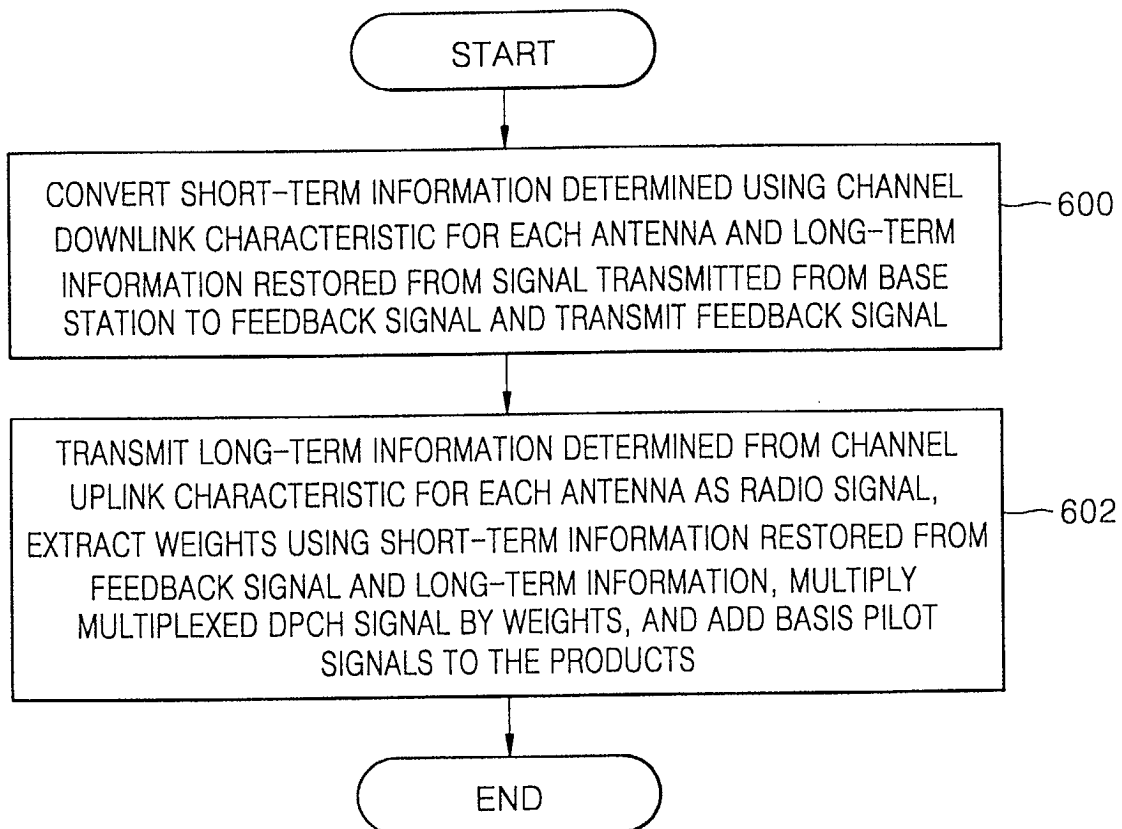 START
CONVERT SHORT-TERM INFORMATION DETERMINED USING CHANNEL
DOWNLINK CHARACTERISTIC FOR EACH ANTENNA AND LONG-TERM
INFORMATION RESTORED FROM SIGNAL TRANSMITTED FROM BASE
STATION TO FEEDBACK SIGNAL AND TRANSMIT FEEDBACK SIGNAL
600
TRANSMIT LONG-TERM INFORMATION DETERMINED FROM CHANNEL
UPLINK CHARACTERISTIC FOR EACH ANTENNA AS RADIO SIGNAL,
EXTRACT WEIGHTS USING SHORT-TERM INFORMATION RESTORED FROM
FEEDBACK SIGNAL AND LONG-TERM INFORMATION, MULTIPLY
MULTIPLEXED DPCH SIGNAL BY WEIGHTS, AND ADD BASIS PILOT
SIGNALS TO THE PRODUCTS
602
END